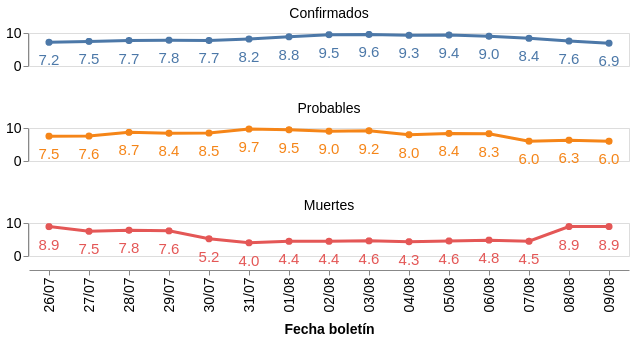 Confirmados
10
0
7.2 7.5 7.7 7.8 7.7 8.2 8.8 9.5 9.6 9.3 9.4 9.0 8.4 7.6 6.9
Probables
10
0
7.5 7.6 8.7 8.4 8.5 9.7 9.5 9.0 9.2 8.0 8.4 8.3 6.0 6.3 6.0
Muertes
10
0
8.9 7.5 7.8 7.6 5.2 4.0 4.4 4.4 4.6 4.3 4.6 4.8 4.5 8.9 8.9
26/07 27/07 28/07 29/07 30/07 31/07 01/08 02/08 03/08 04/08 05/08 06/08 07/08 08/08 09/08
Fecha boletín